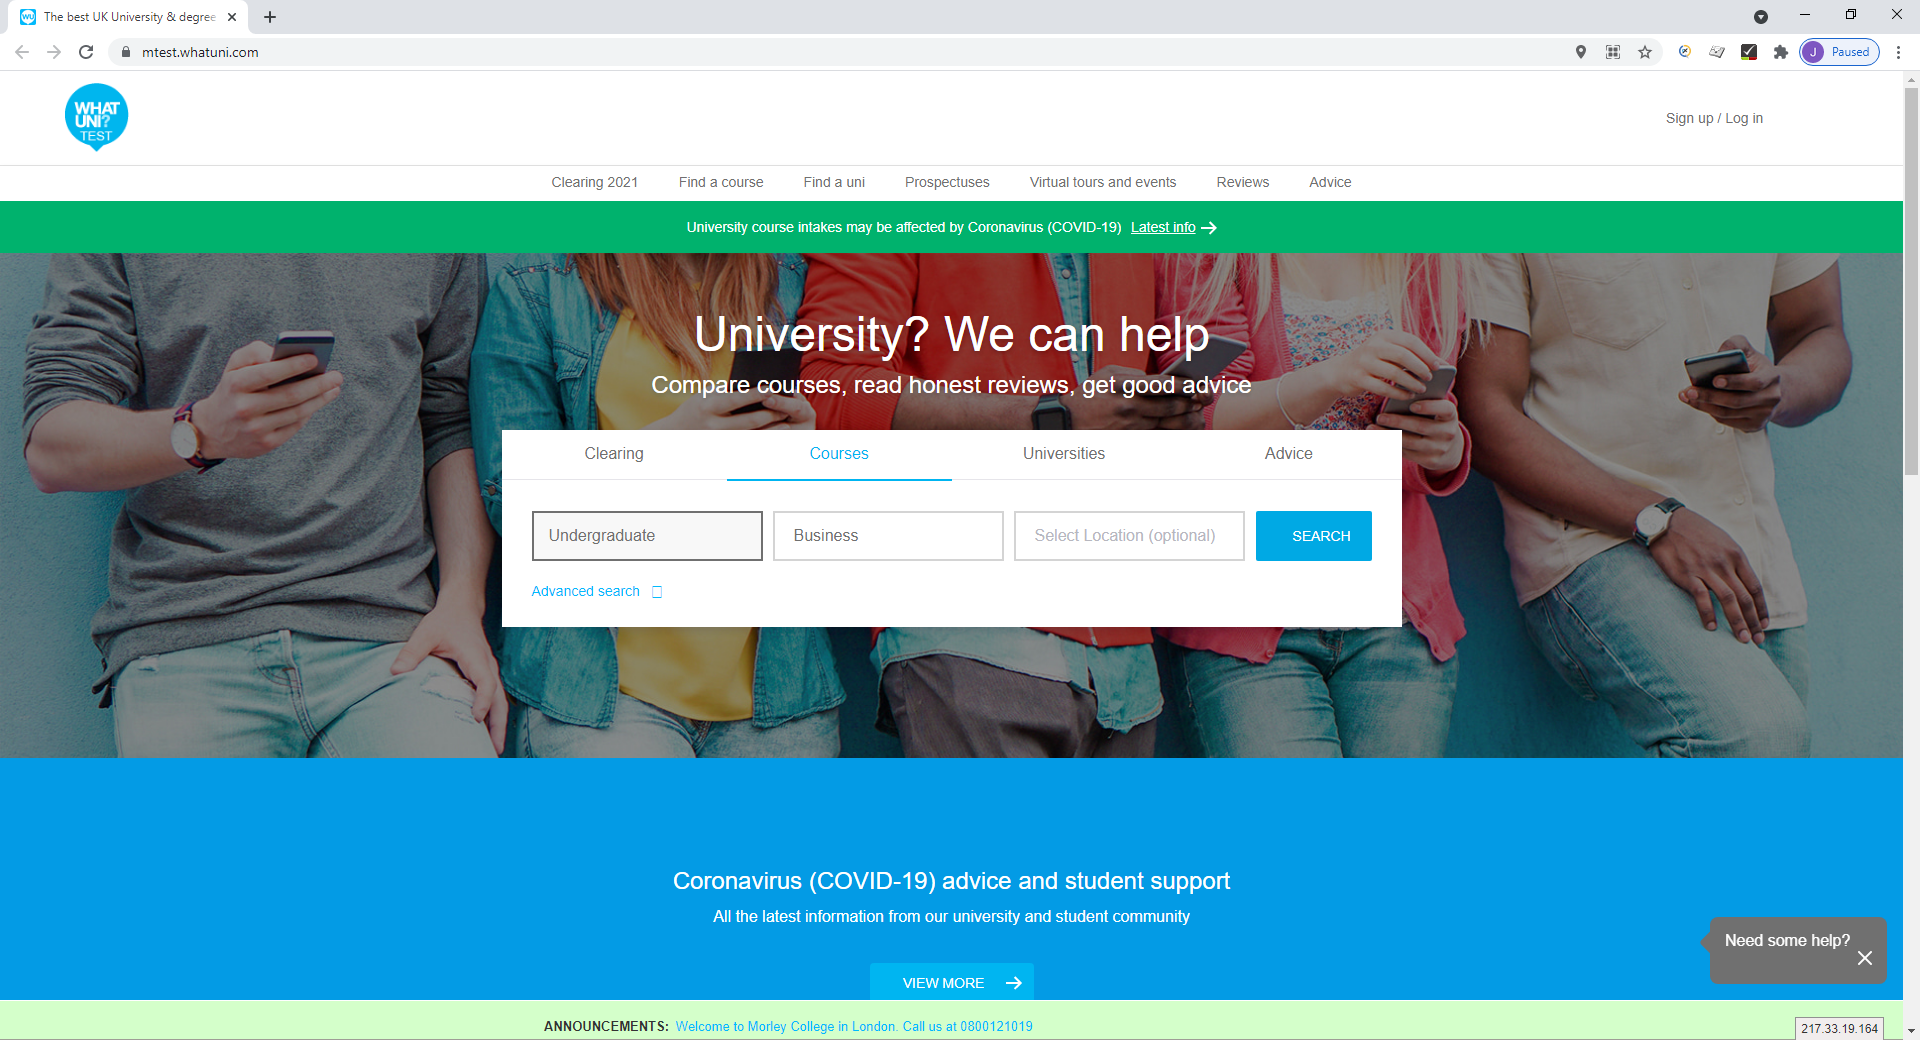 The best UK University & degree
mtest.whatuni.com
J Paused
WHAT
UNI?
TEST
Sign up / Log in
Clearing 2021 Find a course Find a uni Prospectuses Virtual tours and events Reviews Advice
University course intakes may be affected by Coronavirus (COVID-19) Latest info
University? We can help
Compare courses, read honest reviews, get good advice
Clearing Courses Universities Advice
Undergraduate Business Select Location (optional) SEARCH
Advanced search
Coronavirus (COVID-19) advice and student support
All the latest information from our university and student community
Need some help?
VIEW MORE
ANNOUNCEMENTS: Welcome to Morley College in London. Call us at 0800121019
217.33.19.164